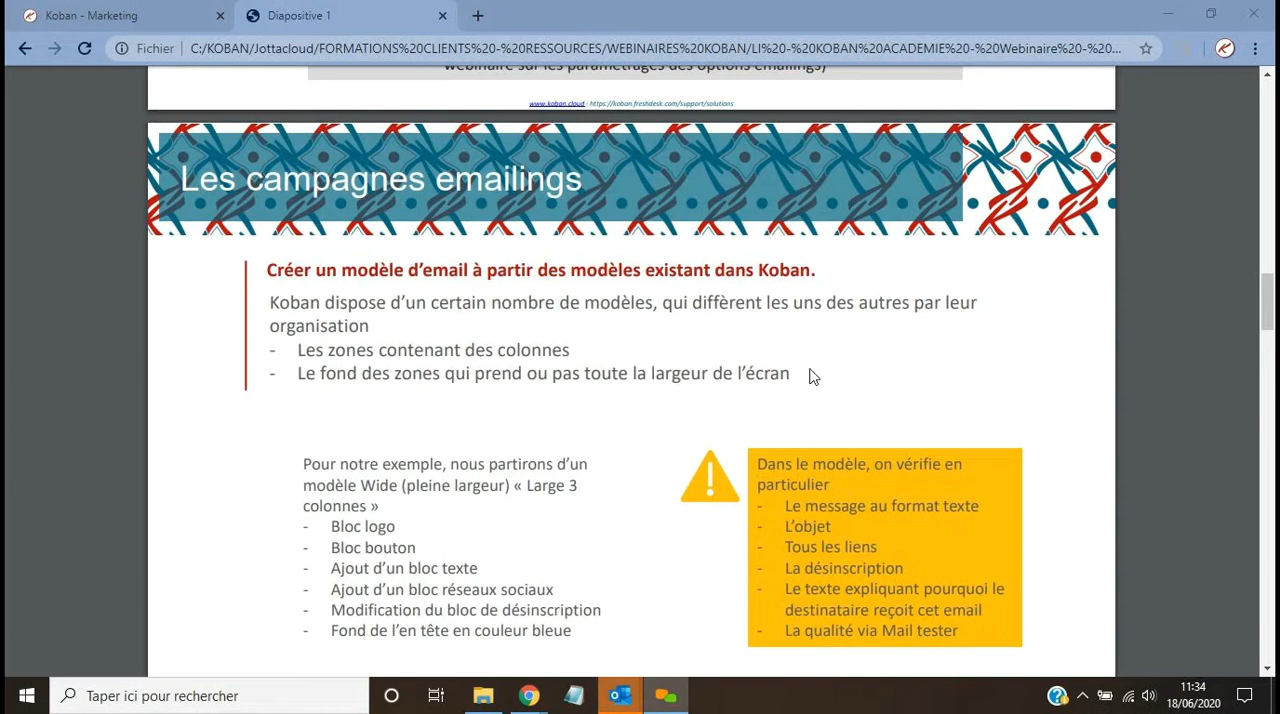 Koban - Marketing
Diapositive 1
Fichier
C:/KOBAN/Jottacloud/FORMATIONS%20CLIENTS%20-%20RESSOURCES/WEBINAIRES%20KOBAN/LI%20-%20KOBAN%20ACADEMIE%20-%20Webinaire%20-%20...
webinaire sur les paramétrages des options emailings)
www.koban.cloud - https://koban.freshdesk.com/support/solutions
Les campagnes emailings
Créer un modèle d'email à partir des modèles existant dans Koban.
Koban dispose d'un certain nombre de modèles, qui diffèrent les uns des autres par leur
organisation
- Les zones contenant des colonnes
- Le fond des zones qui prend ou pas toute la largeur de l'écran
Pour notre exemple, nous partirons d'un
modèle Wide (pleine largeur) « Large 3
colonnes »
- Bloc logo
- Bloc bouton
- Ajout d'un bloc texte
- Ajout d'un bloc réseaux sociaux
- Modification du bloc de désinscription
- Fond de l'en tête en couleur bleue
Dans le modèle, on vérifie en
particulier
- Le message au format texte
- L'objet
- Tous les liens
- La désinscription
- Le texte expliquant pourquoi le
destinataire reçoit cet email
- La qualité via Mail tester
Taper ici pour rechercher
11:34
18/06/2020